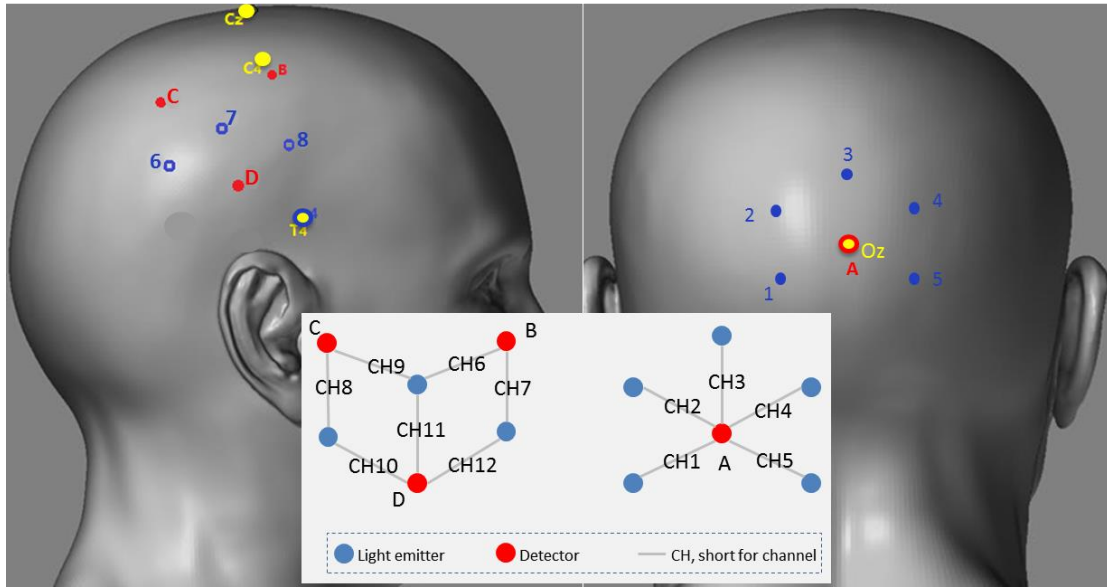 Cz
C4
B
C
7
8
6
D
4
T4
3
2
4
Oz
A
1
5
C
B
CH9
CH6
CH8
CH7
CH3
CH2
CH4
CH11
CH10
CH12
CH1
CH5
A
D
Light emitter
Detector
CH, short for channel